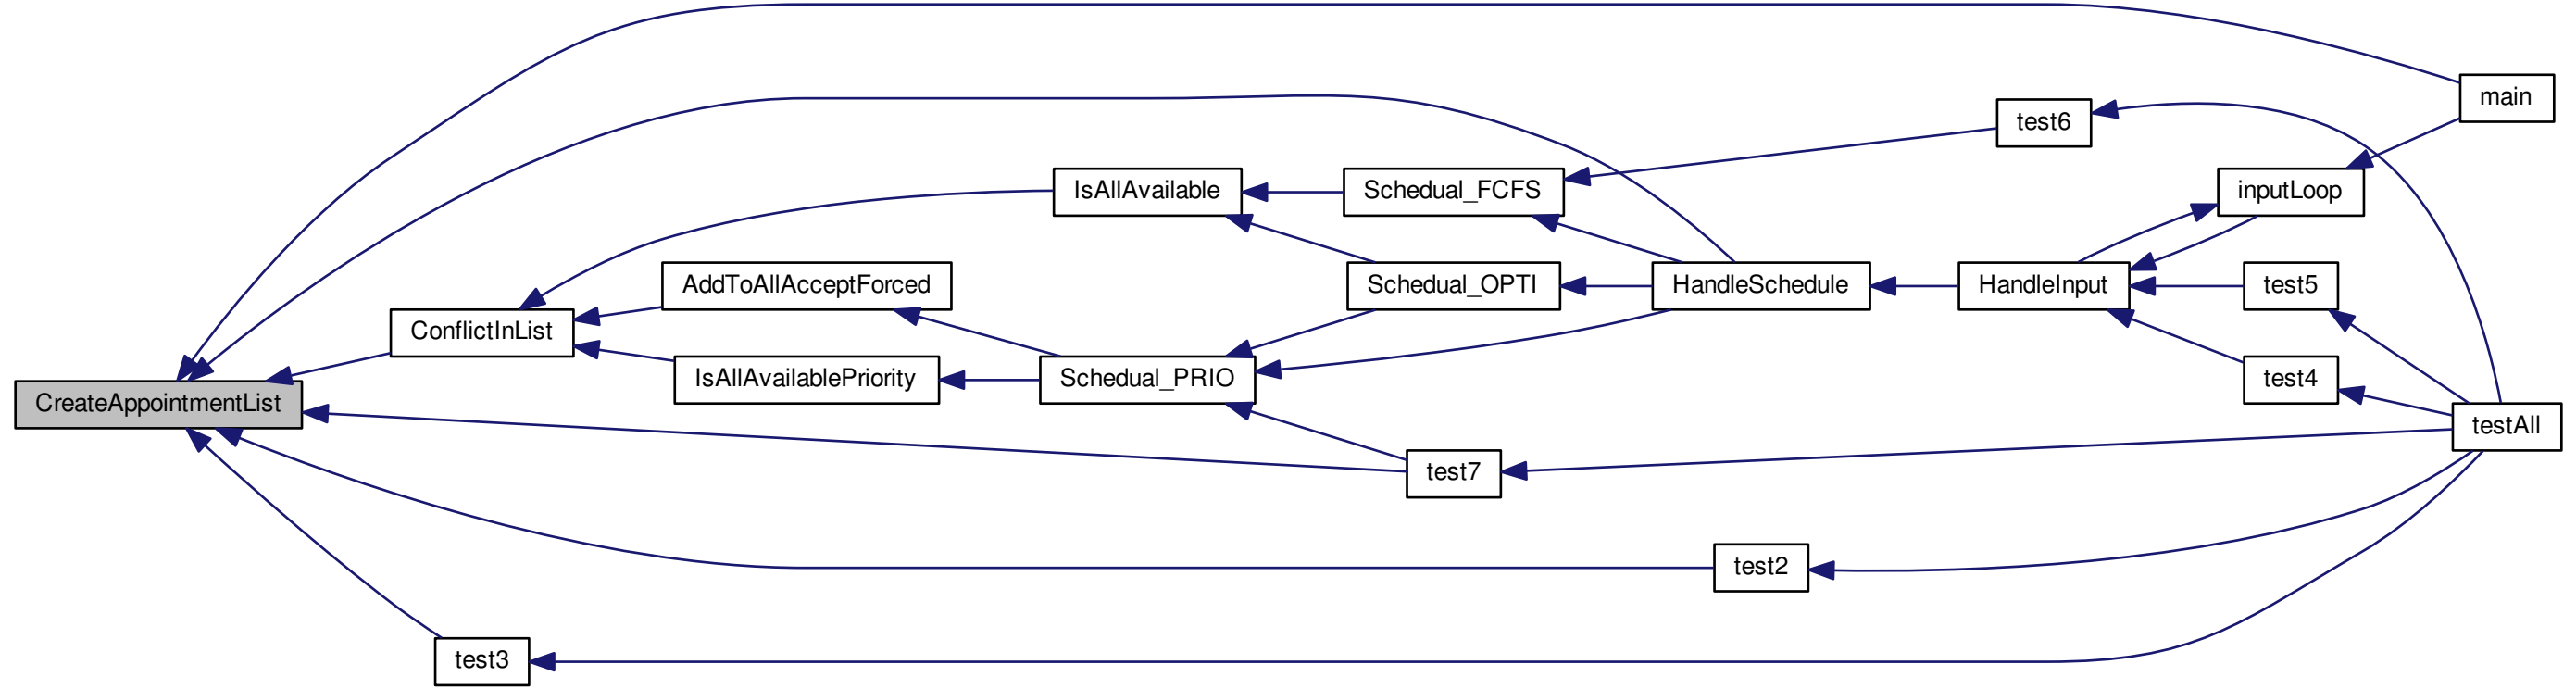 main
test6
IsAllAvailable
Schedual_FCFS
inputLoop
AddToAllAcceptForced
Schedual_OPTI
HandleSchedule
HandleInput
test5
ConflictInList
IsAllAvailablePriority
Schedual_PRIO
test4
CreateAppointmentList
testAll
test7
test2
test3